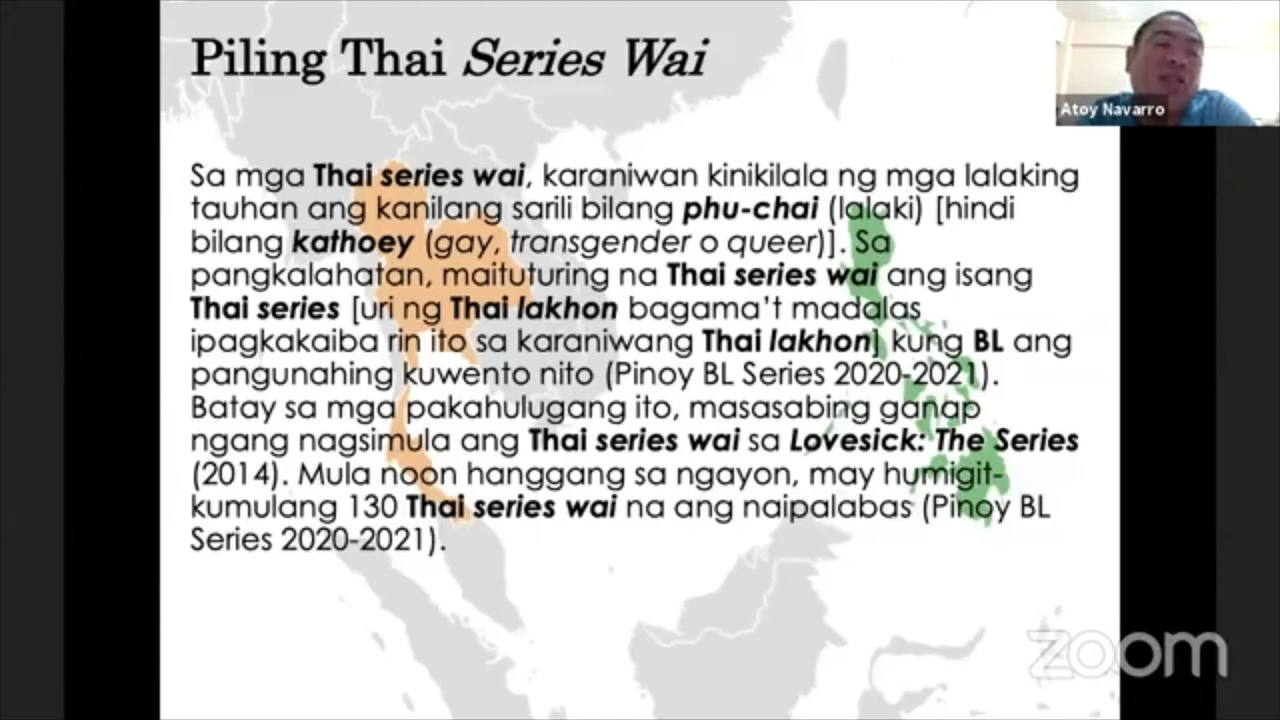 Piling Thai Series Wai
Atoy Navarro
Sa mga Thai series wai, karaniwan kinikilala ng mga lalaking
tauhan ang kanilang sarili bilang phu-chai (lalaki) [hindi
bilang kathoey (gay, transgender o queer)]. Sa
pangkalahatan, maituturing na Thai series wai ang isang
Thai series [uri ng Thai lakhon bagama't madalas
ipagkakaiba rin ito sa karaniwang Thai lakhon] kung BL ang
pangunahing kuwento nito (Pinoy BL Series 2020-2021).
Batay sa mga pakahulugang ito, masasabing ganap
ngang nagsimula ang Thai series wai sa Lovesick: The Series
(2014). Mula noon hanggang sa ngayon, may humigit-
kumulang 130 Thai series wai na ang naipalabas (Pinoy BL
Series 2020-2021).
zoom